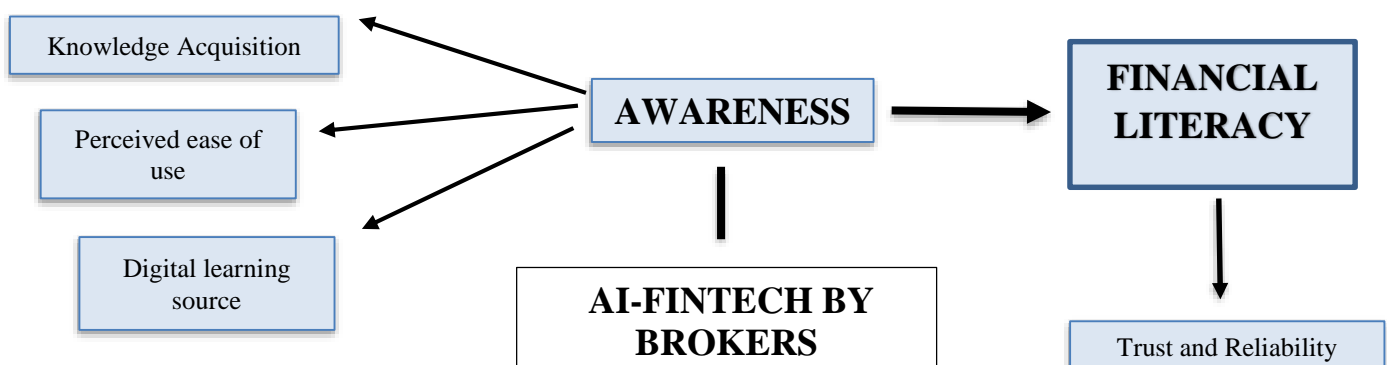 Knowledge Acquisition
Perceived ease of
use
Digital learning
source
AWARENESS
AI-FINTECH BY
BROKERS
FINANCIAL
LITERACY
Trust and Reliability